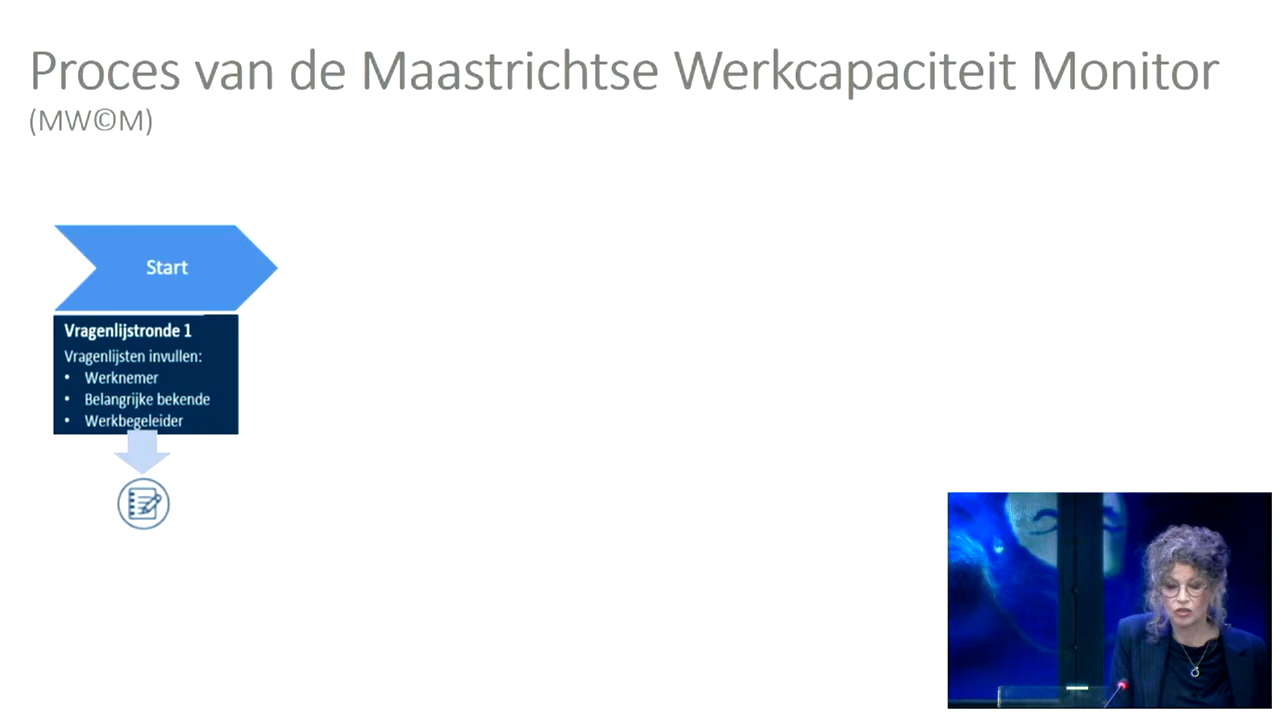 Proces van de Maastrichtse Werkcapaciteit Monitor
(MW©M)
Start
Vragenlijstronde 1
Vragenlijsten invullen:
• Werknemer
• Belangrijke bekende
• Werkbegeleider